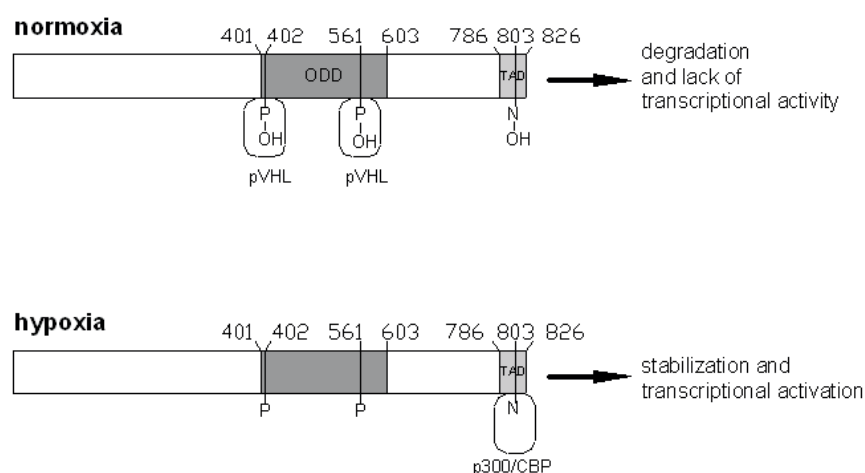 normoxia
401 402 561 603 786 803 826
ODD
TAD
degradation
and lack of
transcriptional activity
P P N
OH OH OH
pVHL pVHL
hypoxia
401 402 561 603 786 803 826
TAD
stabilization and
transcriptional activation
P P N
p300/CBP